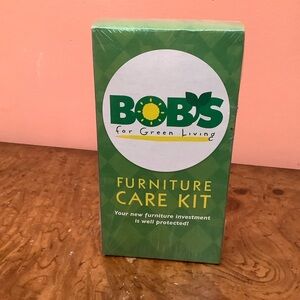 BOB'S
for Green Living
FURNITURE
CARE KIT
Your new furniture investment
is well protected!